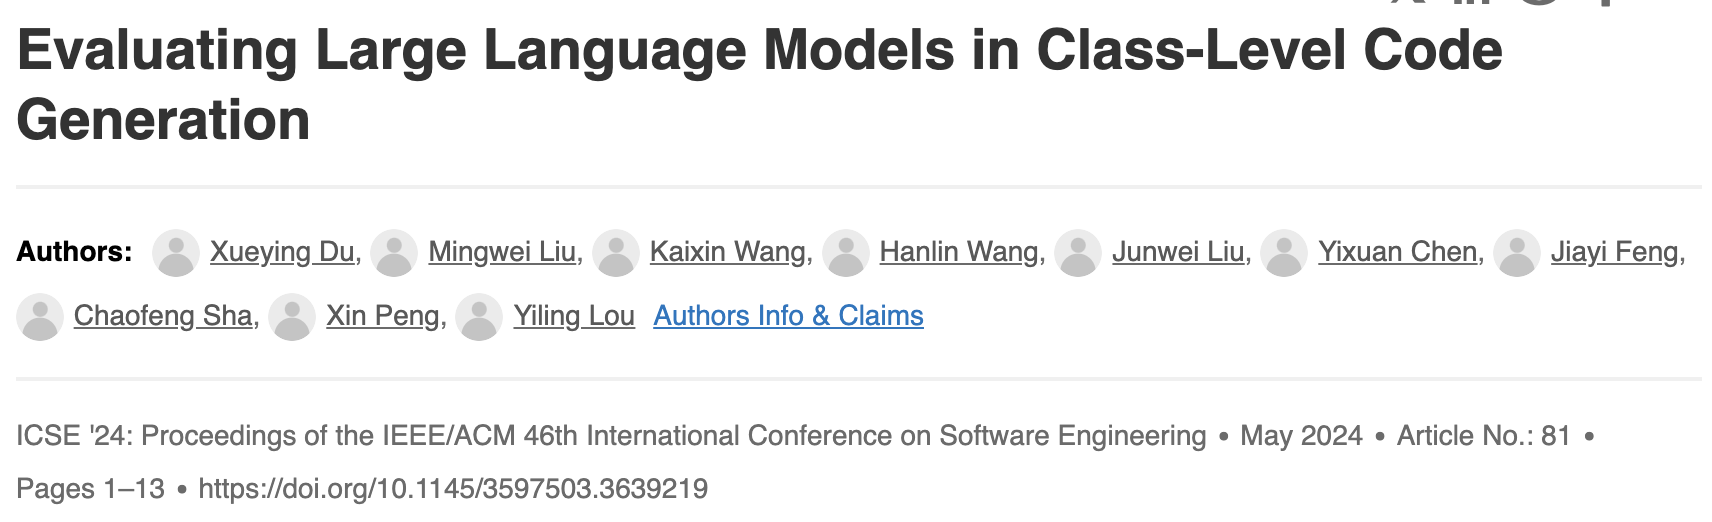 Evaluating Large Language Models in Class-Level Code
Generation
Authors: Xueying Du, Mingwei Liu, Kaixin Wang, Hanlin Wang, Junwei Liu, Yixuan Chen, Jiayi Feng,
Chaofeng Sha, Xin Peng, Yiling Lou Authors Info & Claims
ICSE '24: Proceedings of the IEEE/ACM 46th International Conference on Software Engineering • May 2024 • Article No.: 81 •
Pages 1–13 • https://doi.org/10.1145/3597503.3639219